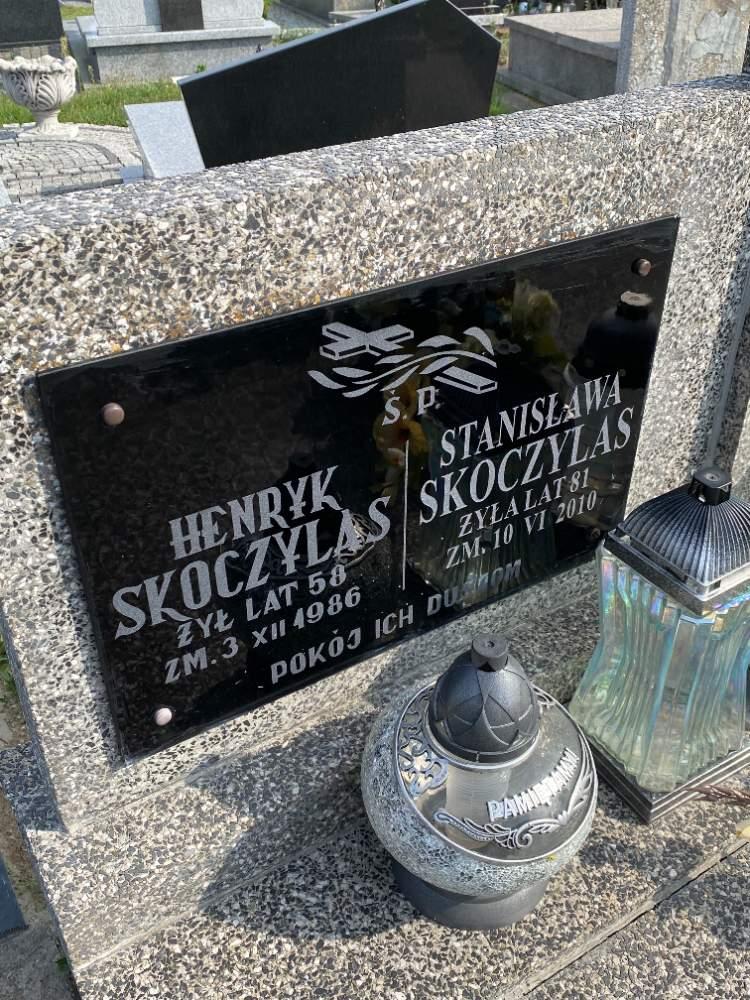 Ś. P.
HENRYK
SKOCZYLAS
ŻYŁ LAT 58
ZM. 3 XII 1986
STANISŁAWA
SKOCZYLAS
ŻYŁA LAT 81
ZM. 10 VI 2010
POKÓJ ICH DUSZOM
PAMIĘTAMY